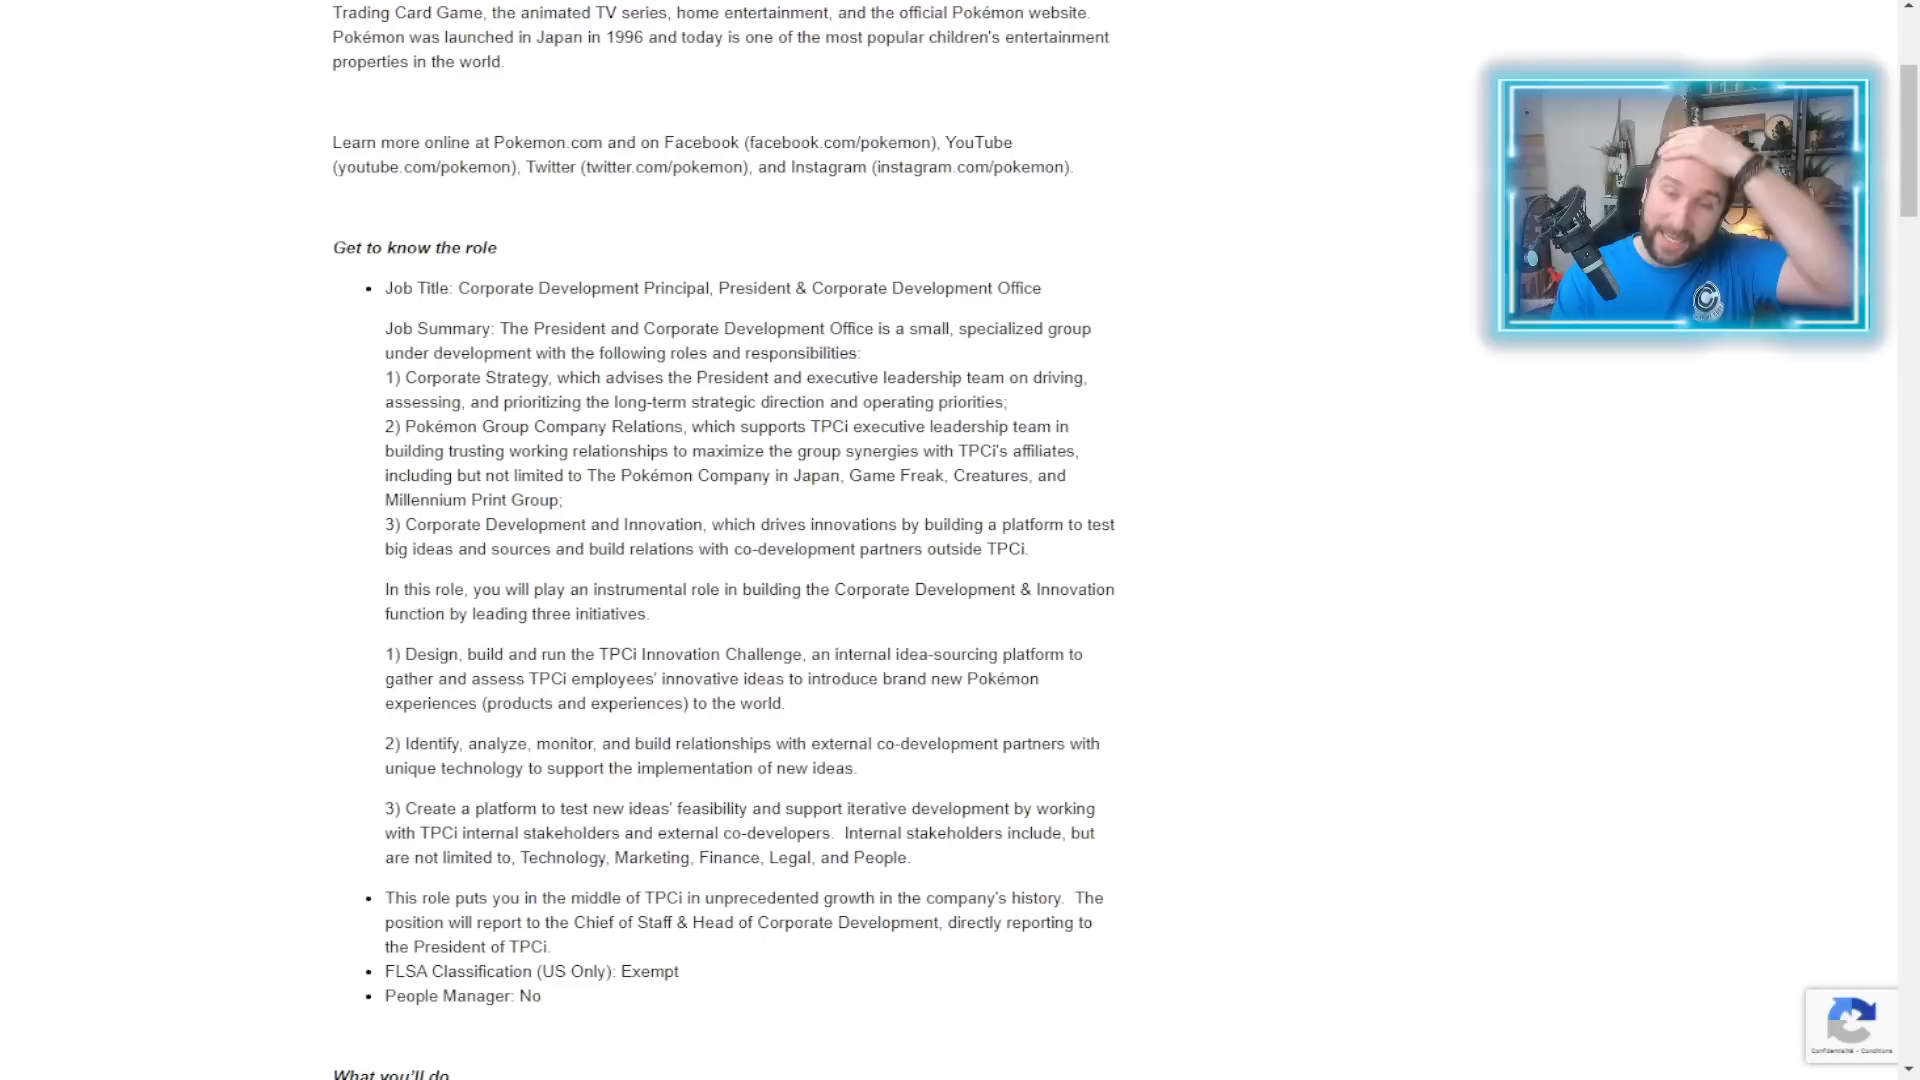 Trading Card Game, the animated TV series, home entertainment, and the official Pokémon website.
Pokémon was launched in Japan in 1996 and today is one of the most popular children's entertainment
properties in the world.
Learn more online at Pokemon.com and on Facebook (facebook.com/pokemon), YouTube
(youtube.com/pokemon), Twitter (twitter.com/pokemon), and Instagram (instagram.com/pokemon).
Get to know the role
• Job Title: Corporate Development Principal, President & Corporate Development Office
Job Summary: The President and Corporate Development Office is a small, specialized group
under development with the following roles and responsibilities:
1) Corporate Strategy, which advises the President and executive leadership team on driving,
assessing, and prioritizing the long-term strategic direction and operating priorities;
2) Pokémon Group Company Relations, which supports TPCi executive leadership team in
building trusting working relationships to maximize the group synergies with TPCi's affiliates,
including but not limited to The Pokémon Company in Japan, Game Freak, Creatures, and
Millennium Print Group;
3) Corporate Development and Innovation, which drives innovations by building a platform to test
big ideas and sources and build relations with co-development partners outside TPCi.
In this role, you will play an instrumental role in building the Corporate Development & Innovation
function by leading three initiatives.
1) Design, build and run the TPCi Innovation Challenge, an internal idea-sourcing platform to
gather and assess TPCi employees' innovative ideas to introduce brand new Pokémon
experiences (products and experiences) to the world.
2) Identify, analyze, monitor, and build relationships with external co-development partners with
unique technology to support the implementation of new ideas.
3) Create a platform to test new ideas' feasibility and support iterative development by working
with TPCi internal stakeholders and external co-developers.  Internal stakeholders include, but
are not limited to, Technology, Marketing, Finance, Legal, and People.
• This role puts you in the middle of TPCi in unprecedented growth in the company's history.  The
position will report to the Chief of Staff & Head of Corporate Development, directly reporting to
the President of TPCi.
• FLSA Classification (US Only): Exempt
• People Manager: No
What you'll do
Confidentialité - Conditions